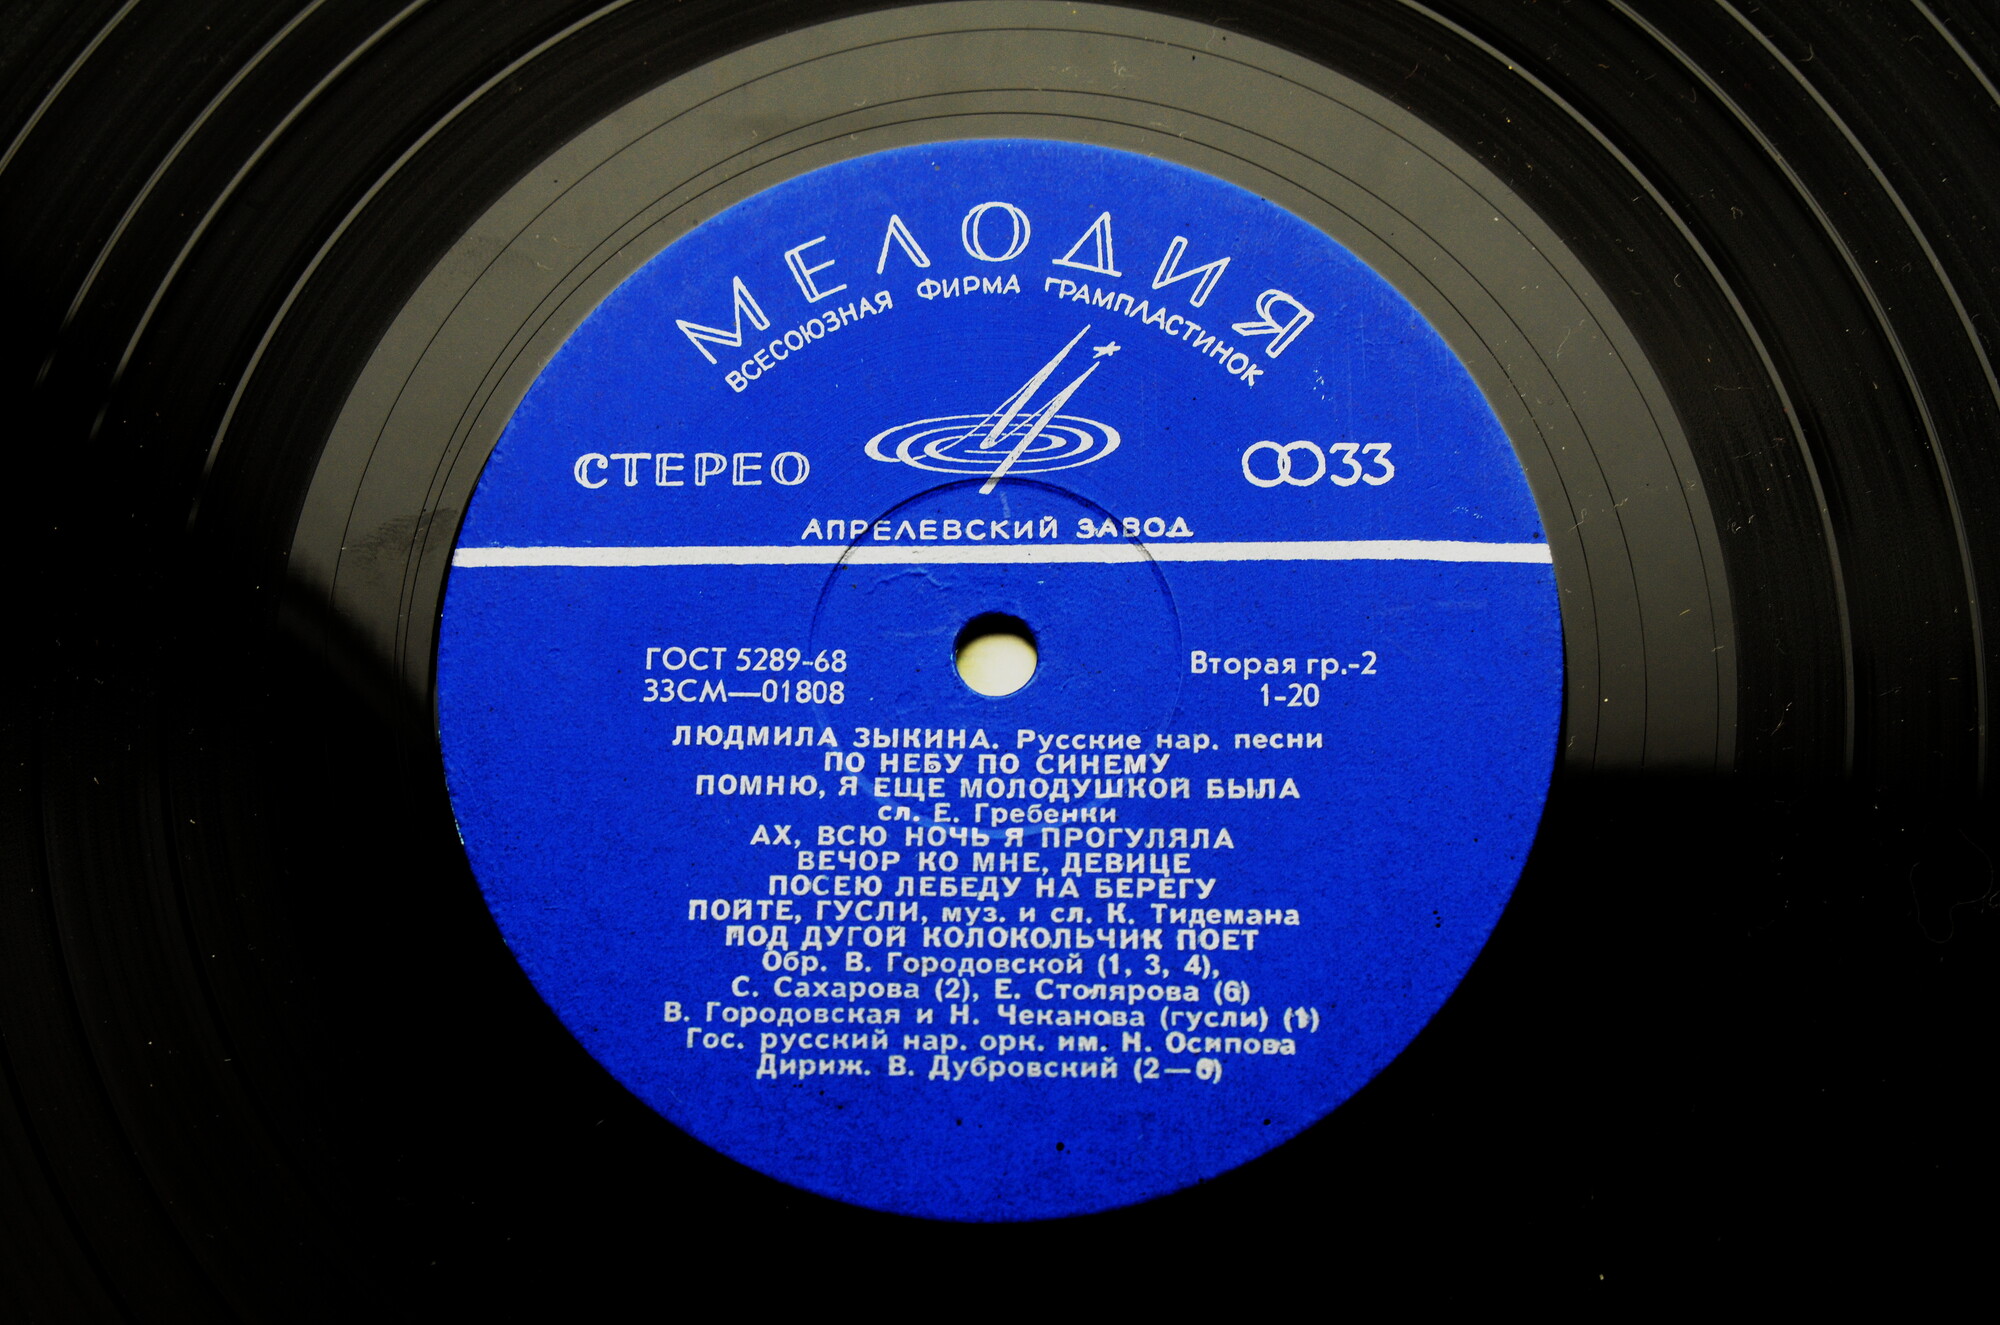 МЕЛОДИЯ
ВСЕСОЮЗНАЯ ФИРМА ГРАМПЛАСТИНОК
СТЕРЕО
33
АПРЕЛЕВСКИЙ ЗАВОД
ГОСТ 5289-68
33СМ—01808
Вторая гр.-2
1-20
ЛЮДМИЛА ЗЫКИНА. Русские нар. песни
ПО НЕБУ ПО СИНЕМУ
ПОМНЮ, Я ЕЩЕ МОЛОДУШКОЙ БЫЛА
сл. Е. Гребенки
АХ, ВСЮ НОЧЬ Я ПРОГУЛЯЛА
ВЕЧОР КО МНЕ, ДЕВИЦЕ
ПОСЕЮ ЛЕБЕДУ НА БЕРЕГУ
ПОЙТЕ, ГУСЛИ, муз. и сл. К. Тидемана
ПОД ДУГОЙ КОЛОКОЛЬЧИК ПОЕТ
Обр. В. Городовской (1, 3, 4),
С. Сахарова (2), Е. Столярова (6)
В. Городовская и Н. Чеканова (гусли) (1)
Гос. русский нар. орк. им. Н. Осипова
Дириж. В. Дубровский (2—6)